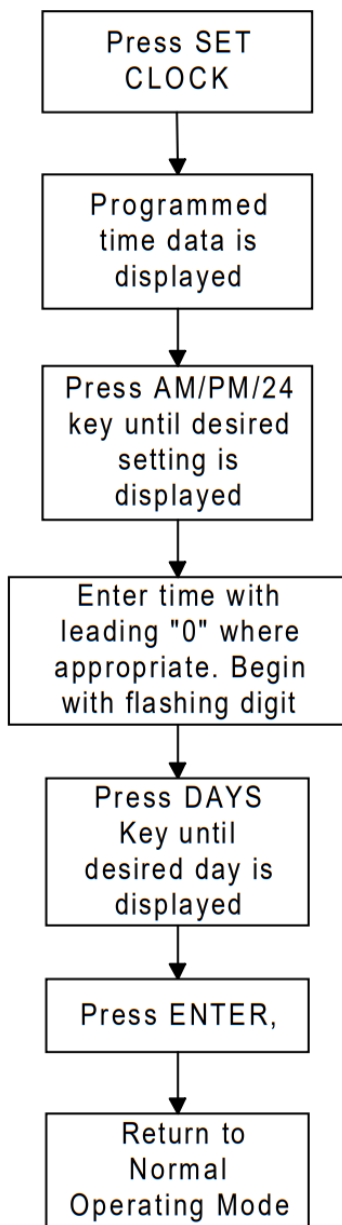 Press SET
CLOCK
Programmed
time data is
displayed
Press AM/PM/24
key until desired
setting is
displayed
Enter time with
leading "0" where
appropriate. Begin
with flashing digit
Press DAYS
Key until
desired day is
displayed
Press ENTER,
Return to
Normal
Operating Mode